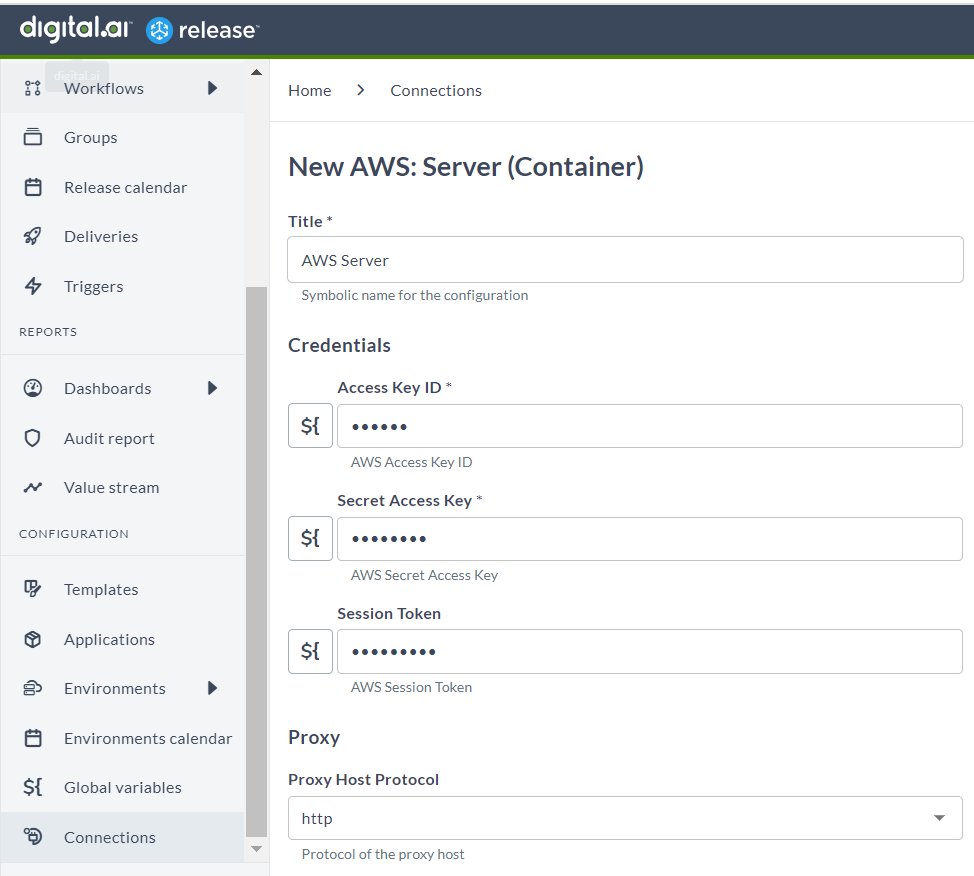 digital.ai release
digital.ai
Workflows
Groups
Release calendar
Deliveries
Triggers
REPORTS
Dashboards
Audit report
Value stream
CONFIGURATION
Templates
Applications
Environments
Environments calendar
${ Global variables
Connections
Home > Connections
New AWS: Server (Container)
Title *
AWS Server
Symbolic name for the configuration
Credentials
Access Key ID *
${ ••••••
AWS Access Key ID
Secret Access Key *
${ ••••••••
AWS Secret Access Key
Session Token
${ •••••••••
AWS Session Token
Proxy
Proxy Host Protocol
http
Protocol of the proxy host